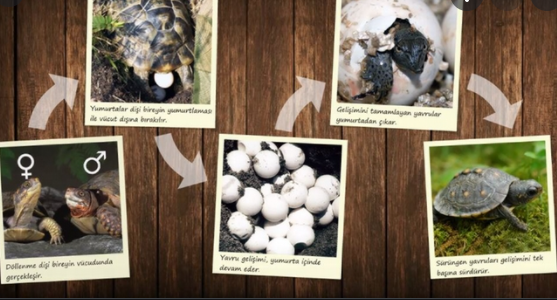 Yumurtalar dişi bireyin yumurtlaması
ile vücut dışına bırakılır.
Gelişimini tamamlayan yavrular
yumurtadan çıkar.
♀ ♂
Döllenme dişi bireyin vücudunda
gerçekleşir.
Yavru gelişimi, yumurta içinde
devam eder.
Sürüngen yavruları gelişimini tek
başına sürdürür.